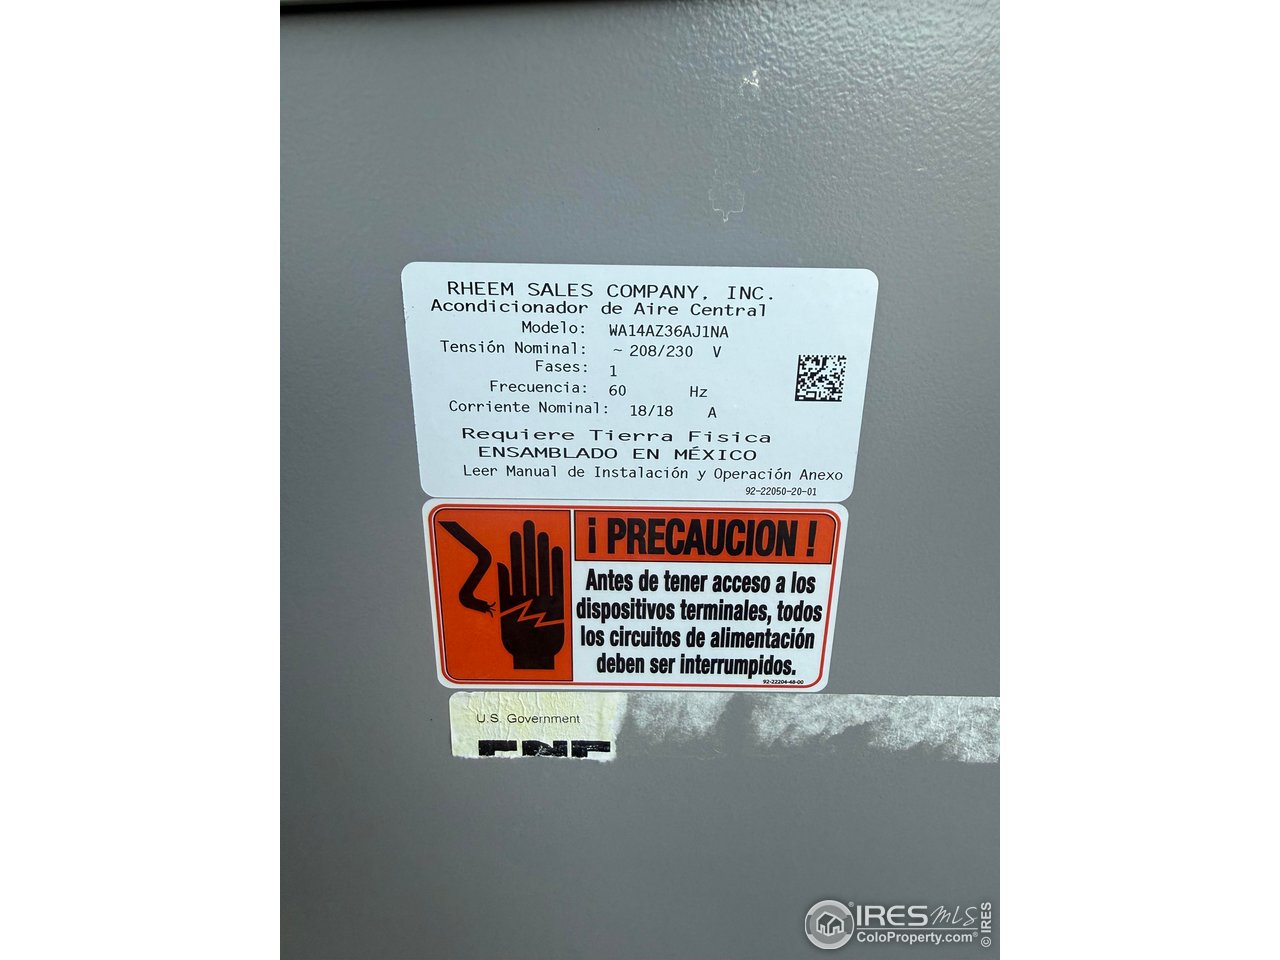 RHEEM SALES COMPANY, INC.
Acondicionador de Aire Central
Modelo: WA14AZ36AJ1NA
Tensión Nominal: ~ 208/230 V
Fases: 1
Frecuencia: 60 Hz
Corriente Nominal: 18/18 A
Requiere Tierra Fisica
ENSAMBLADO EN MÉXICO
Leer Manual de Instalación y Operación Anexo
92-22050-20-01
¡ PRECAUCION !
Antes de tener acceso a los
dispositivos terminales, todos
los circuitos de alimentación
deben ser interrumpidos.
92-22204-48-00
U.S. Government
IRES MLS
ColoProperty.com®
© IRES